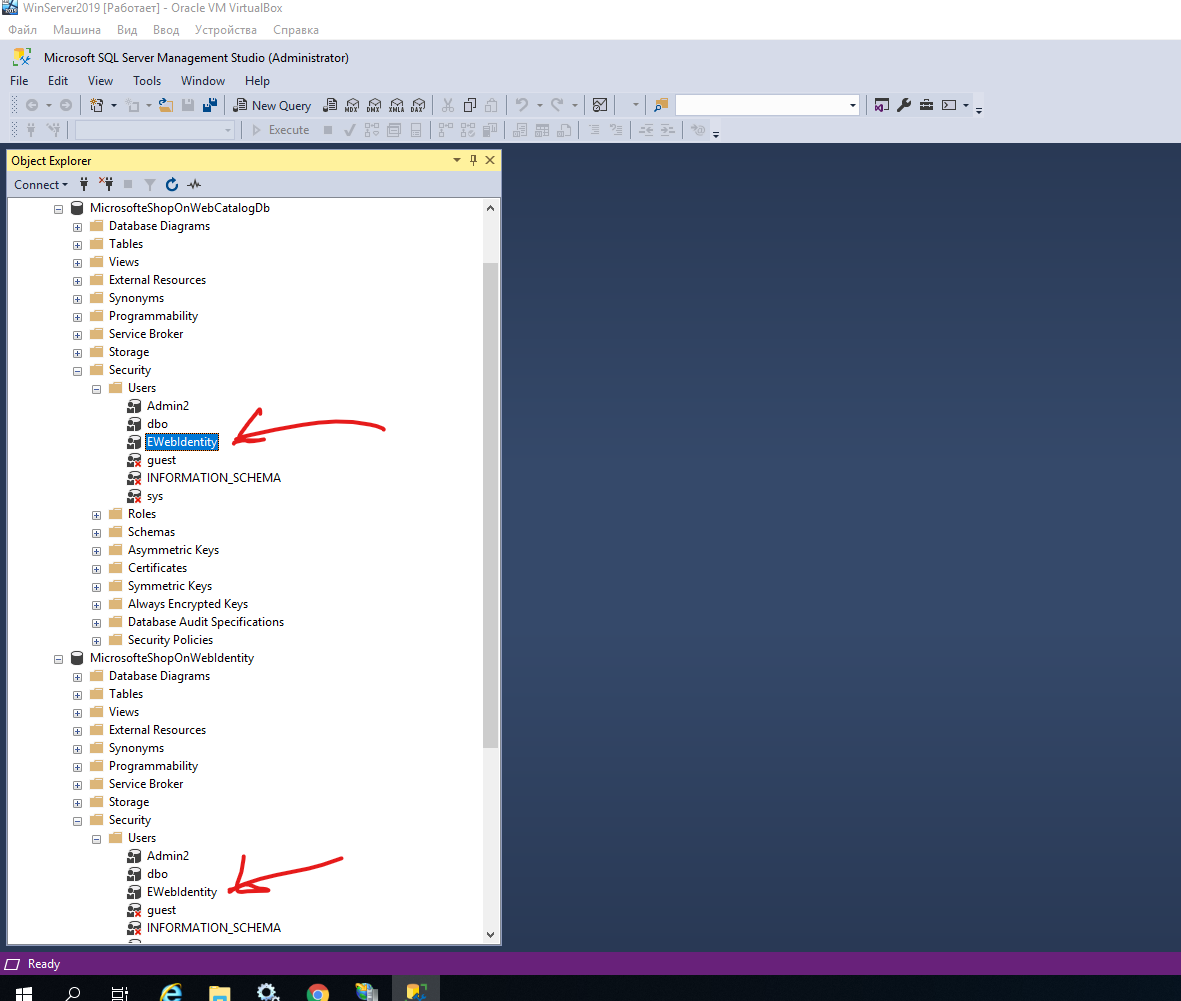 WinServer2019 [Работает] - Oracle VM VirtualBox
Файл Машина Вид Ввод Устройства Справка
Microsoft SQL Server Management Studio (Administrator)
File Edit View Tools Window Help
New Query MDX DMX XMLA DAX
Execute
Object Explorer
Connect
MicrosofteShopOnWebCatalogDb
Database Diagrams
Tables
Views
External Resources
Synonyms
Programmability
Service Broker
Storage
Security
Users
Admin2
dbo
EWebIdentity
guest
INFORMATION_SCHEMA
sys
Roles
Schemas
Asymmetric Keys
Certificates
Symmetric Keys
Always Encrypted Keys
Database Audit Specifications
Security Policies
MicrosofteShopOnWebIdentity
Database Diagrams
Tables
Views
External Resources
Synonyms
Programmability
Service Broker
Storage
Security
Users
Admin2
dbo
EWebIdentity
guest
INFORMATION_SCHEMA
Ready